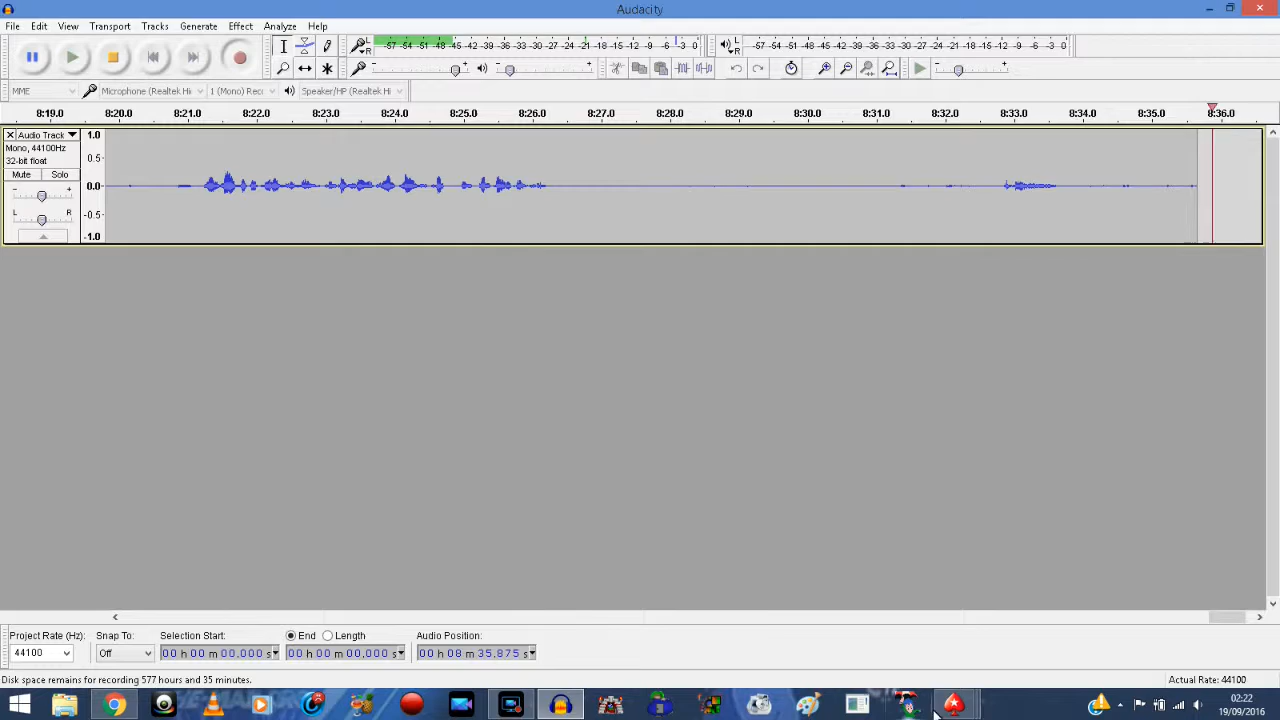 Audacity
File Edit View Transport Tracks Generate Effect Analyze Help
L R -57 -54 -51 -48 -45 -42 -39 -36 -33 -30 -27 -24 -21 -18 -15 -12 -9 -6 -3 0
L R -57 -54 -51 -48 -45 -42 -39 -36 -33 -30 -27 -24 -21 -18 -15 -12 -9 -6 -3 0
MME Microphone (Realtek Hi 1 (Mono) Reco Speaker/HP (Realtek Hi
8:19.0 8:20.0 8:21.0 8:22.0 8:23.0 8:24.0 8:25.0 8:26.0 8:27.0 8:28.0 8:29.0 8:30.0 8:31.0 8:32.0 8:33.0 8:34.0 8:35.0 8:36.0
Audio Track 1.0
Mono, 44100Hz
32-bit float 0.5
Mute Solo
- + 0.0
L R -0.5
-1.0
Project Rate (Hz): Snap To: Selection Start: End Length Audio Position:
44100 Off 00 h 00 m 00,000 s 00 h 00 m 00,000 s 00 h 08 m 35,875 s
Disk space remains for recording 577 hours and 35 minutes. Actual Rate: 44100
02:22
19/09/2016